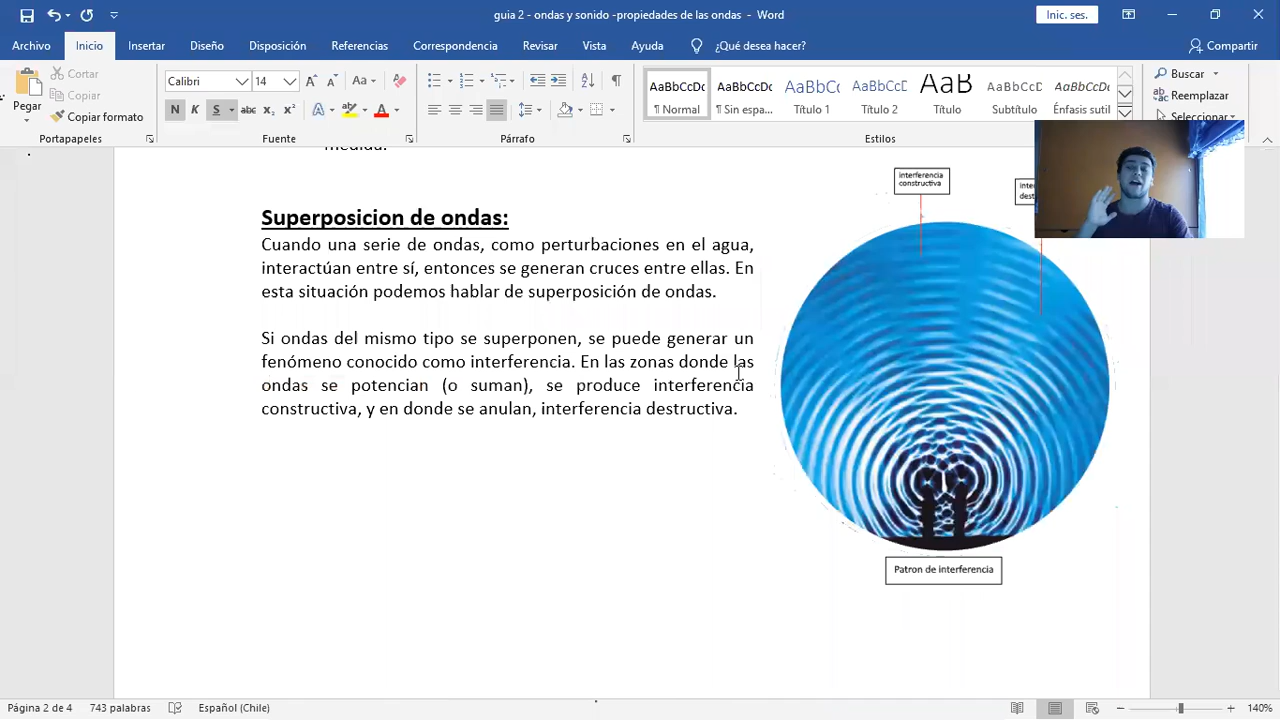 guia 2 - ondas y sonido -propiedades de las ondas - Word
Inic. ses.
Archivo Inicio Insertar Diseño Disposición Referencias Correspondencia Revisar Vista Ayuda ¿Qué desea hacer? Compartir
Pegar
Cortar
Copiar
Copiar formato
Portapapeles
Calibri 14
N K S abc x₂ x²
Fuente
Párrafo
AaBbCcDc AaBbCcDc AaBbCc AaBbCcD AaB AaBbCcD AaBbCcDc
¶ Normal ¶ Sin espa... Título 1 Título 2 Título Subtítulo Énfasis sutil
Estilos
Buscar
Reemplazar
Seleccionar
medida.
interferencia
constructiva
Superposicion de ondas:
Cuando una serie de ondas, como perturbaciones en el agua,
interactúan entre sí, entonces se generan cruces entre ellas. En
esta situación podemos hablar de superposición de ondas.
Si ondas del mismo tipo se superponen, se puede generar un
fenómeno conocido como interferencia. En las zonas donde las
ondas se potencian (o suman), se produce interferencia
constructiva, y en donde se anulan, interferencia destructiva.
Patron de interferencia
Página 2 de 4 743 palabras Español (Chile) 140%